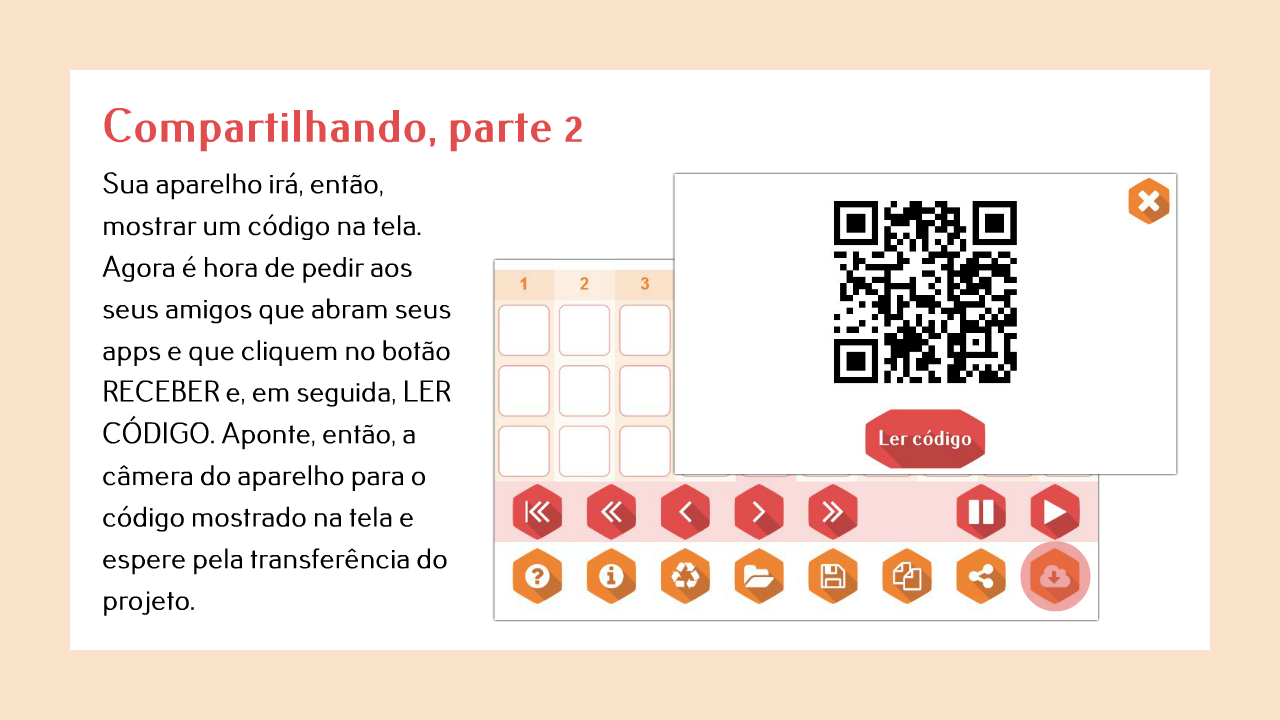 Compartilhando, parte 2
Sua aparelho irá, então,
mostrar um código na tela.
Agora é hora de pedir aos
seus amigos que abram seus
apps e que cliquem no botão
RECEBER e, em seguida, LER
CÓDIGO. Aponte, então, a
câmera do aparelho para o
código mostrado na tela e
espere pela transferência do
projeto.
1 2 3
Ler código